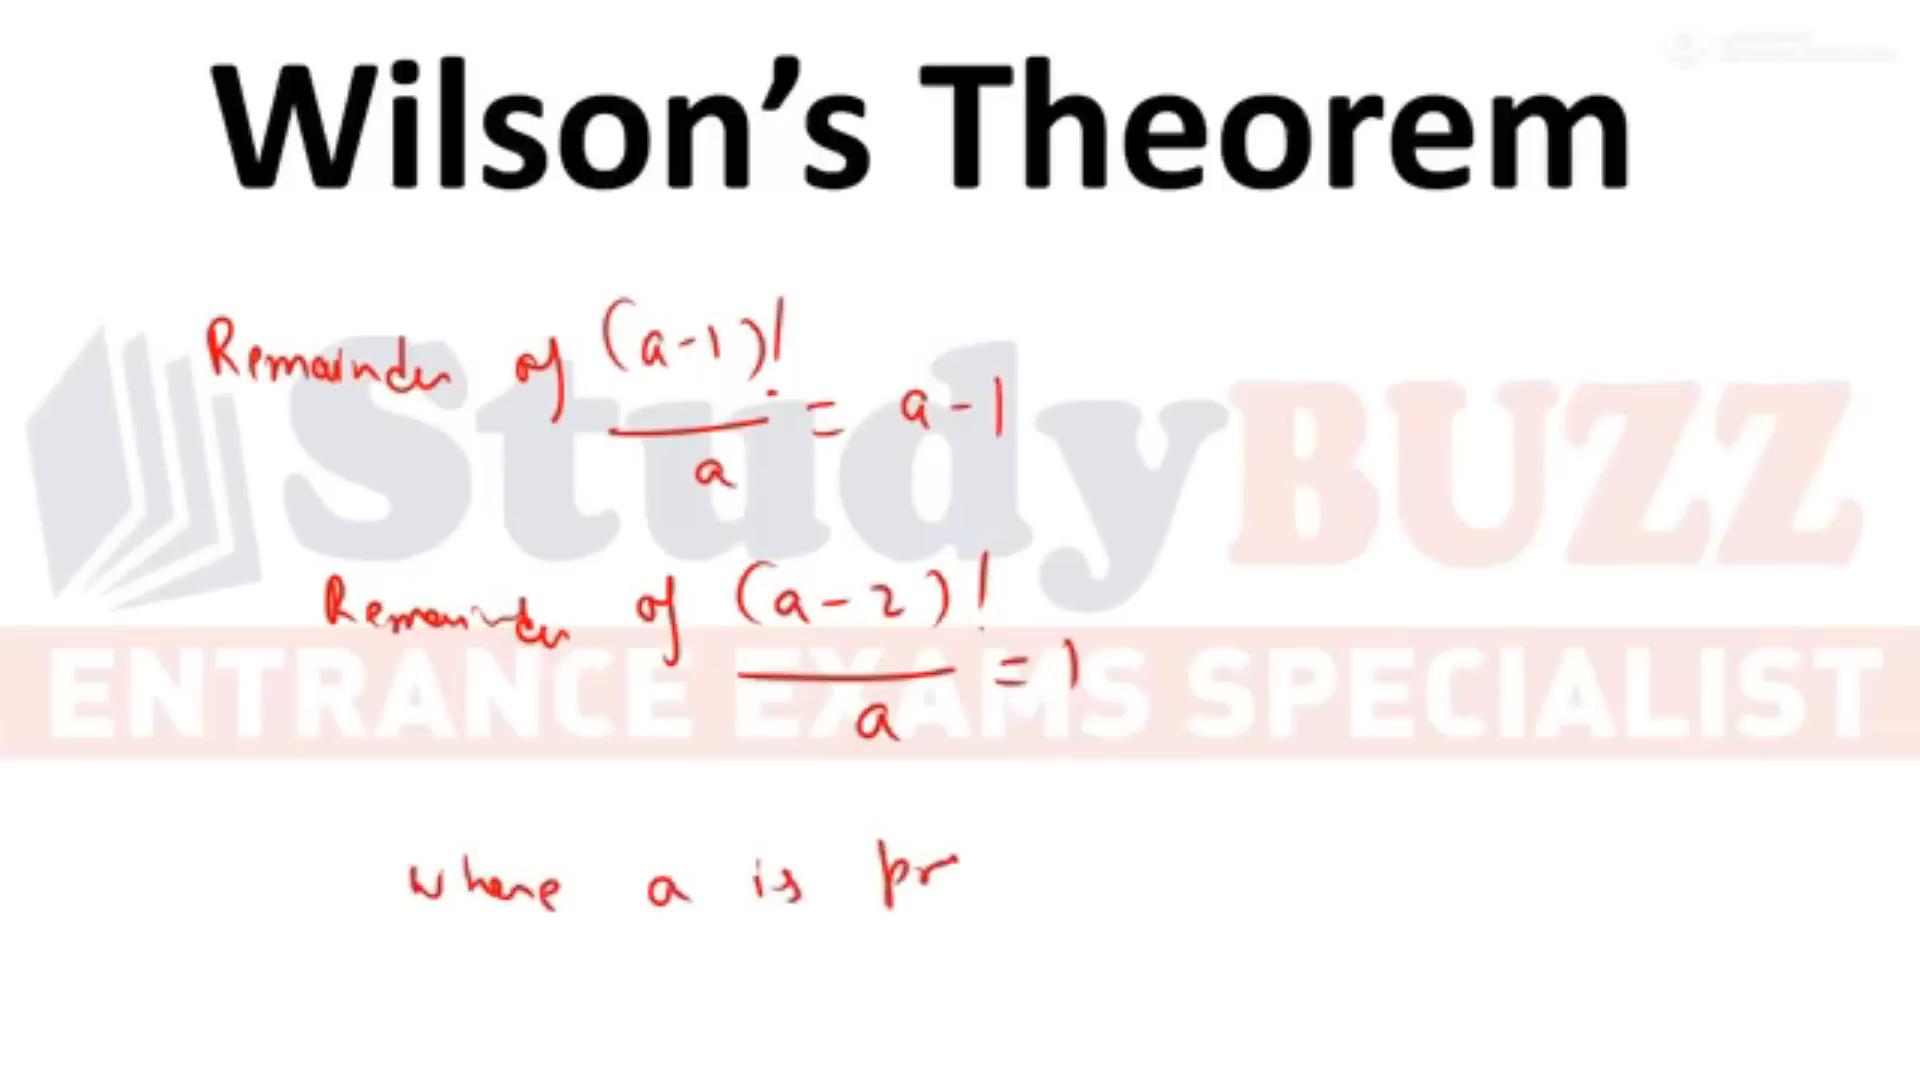 Wilson’s Theorem
Remainder of (a-1)!
= a-1
a
Remainder of (a-2)!
= 1
a
where a is pr
StudyBUZZ
ENTRANCE EXAMS SPECIALIST